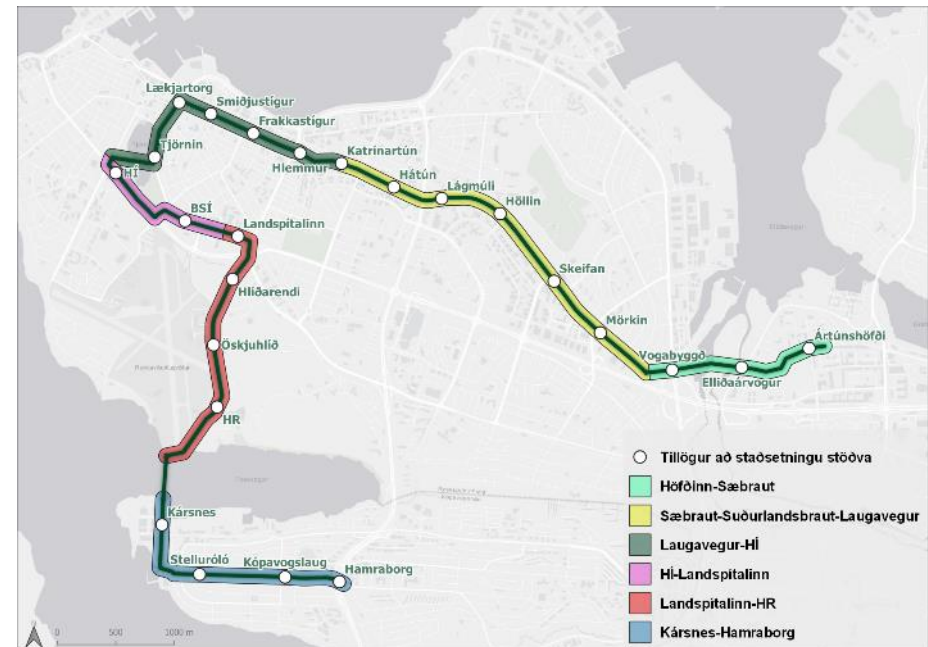 Lækjartorg
Smiðjustígur
Frakkastígur
Tjörnin
Hlemmur
Katrínartún
HÍ
Hátún
Lágmúli
Höllin
BSÍ
Landspítalinn
Hlíðarendi
Skeifan
Öskjuhlíð
Mörkin
Ártúnshöfði
Vogabyggð
Elliðaárvogur
HR
Kársnes
Stelluróló
Kópavogslaug
Hamraborg
Tillögur að staðsetningu stöðva
Höfðinn-Sæbraut
Sæbraut-Suðurlandsbraut-Laugavegur
Laugavegur-HÍ
HÍ-Landspítalinn
Landspítalinn-HR
Kársnes-Hamraborg
0 500 1000 m